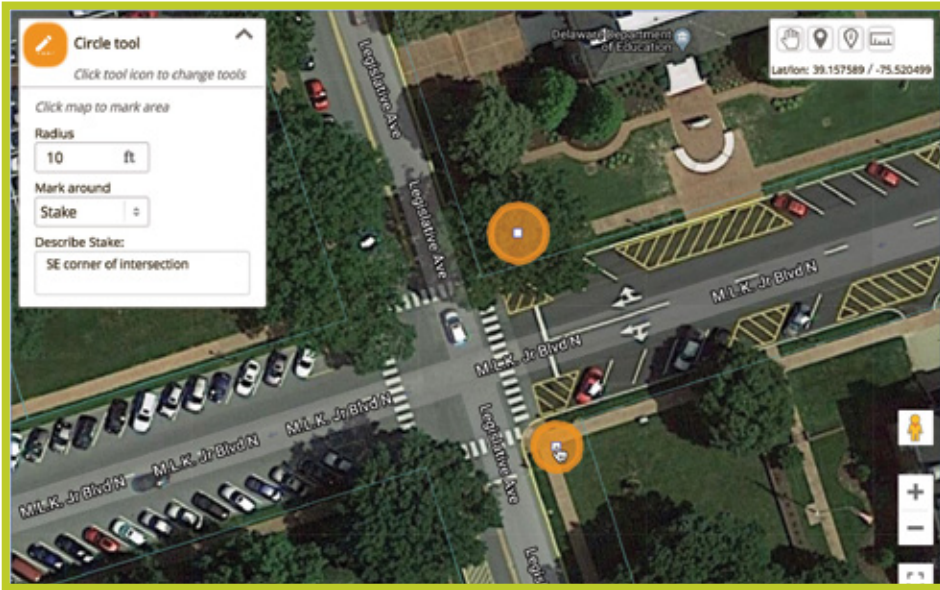 Circle tool
Click tool icon to change tools
Click map to mark area
Radius
10 ft
Mark around
Stake
Describe Stake:
SE corner of intersection
Delaware Department
of Education
Lat/lon: 39.157589 / -75.520499
Legislative Ave
Legislative Ave
M.L.K. Jr Blvd N
M.L.K. Jr Blvd N
M.L.K. Jr Blvd N
M.L.K. Jr Blvd N
M.L.K. Jr Blvd N
Legislative Ave
Legis